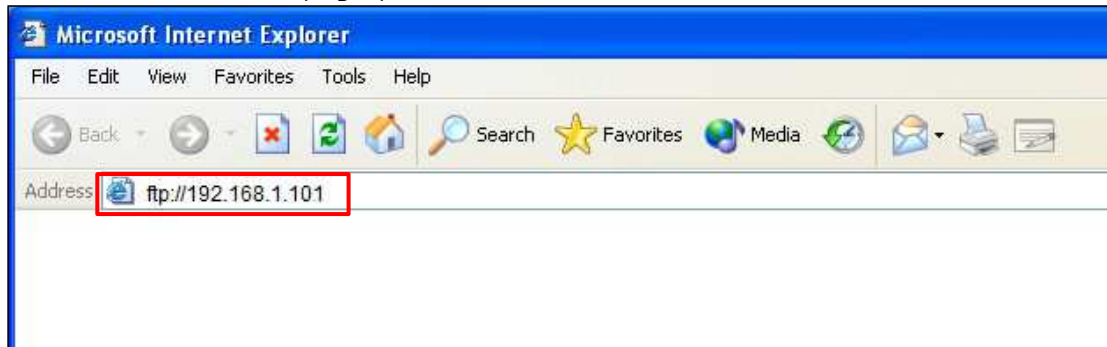 Microsoft Internet Explorer
File Edit View Favorites Tools Help
Back Search Favorites Media
Address ftp://192.168.1.101